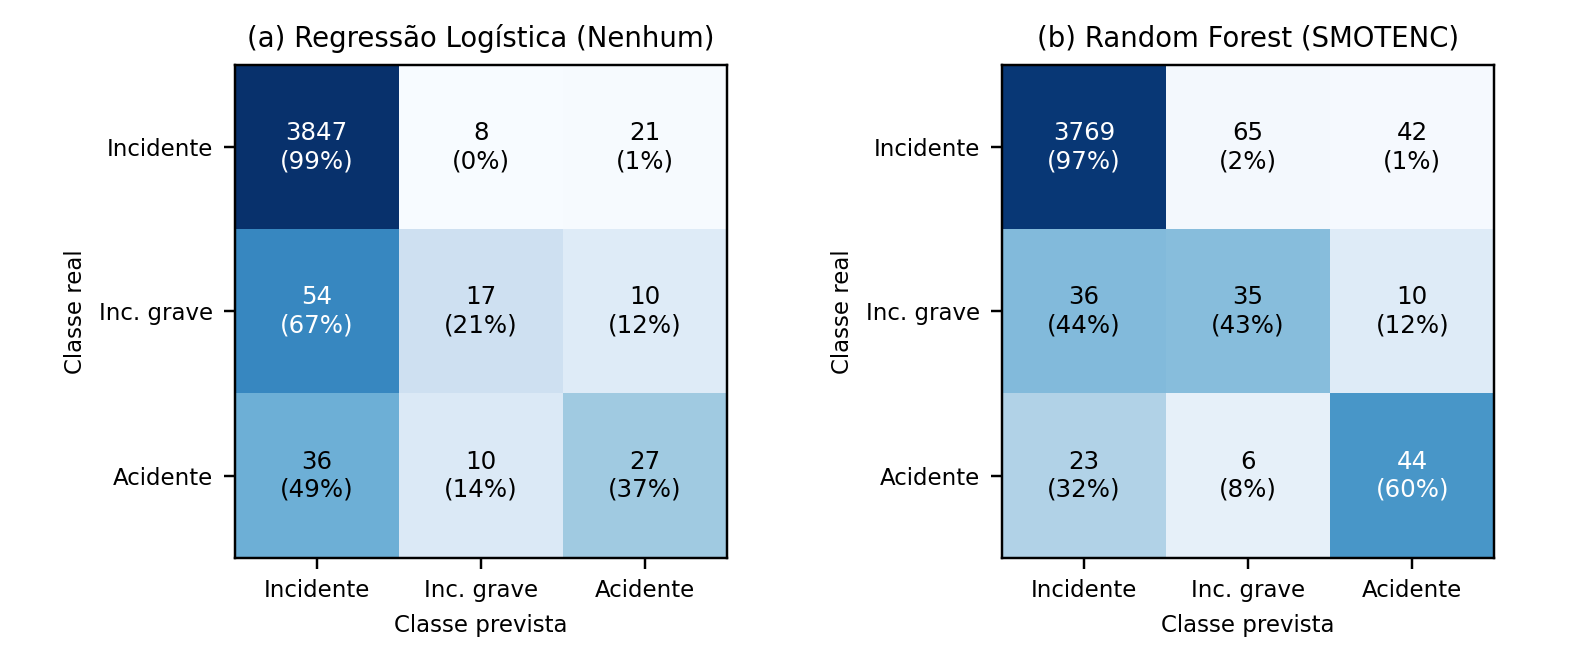 (a) Regressão Logística (Nenhum)
Classe real
Incidente
3847
(99%)
8
(0%)
21
(1%)
Inc. grave
54
(67%)
17
(21%)
10
(12%)
Acidente
36
(49%)
10
(14%)
27
(37%)
Incidente
Inc. grave
Acidente
Classe prevista
(b) Random Forest (SMOTENC)
Classe real
Incidente
3769
(97%)
65
(2%)
42
(1%)
Inc. grave
36
(44%)
35
(43%)
10
(12%)
Acidente
23
(32%)
6
(8%)
44
(60%)
Incidente
Inc. grave
Acidente
Classe prevista